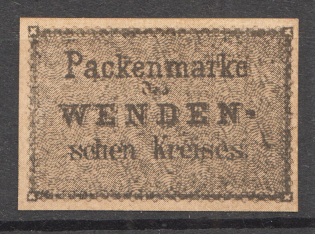 Packenmarke
des
WENDEN-
schen Kreises.